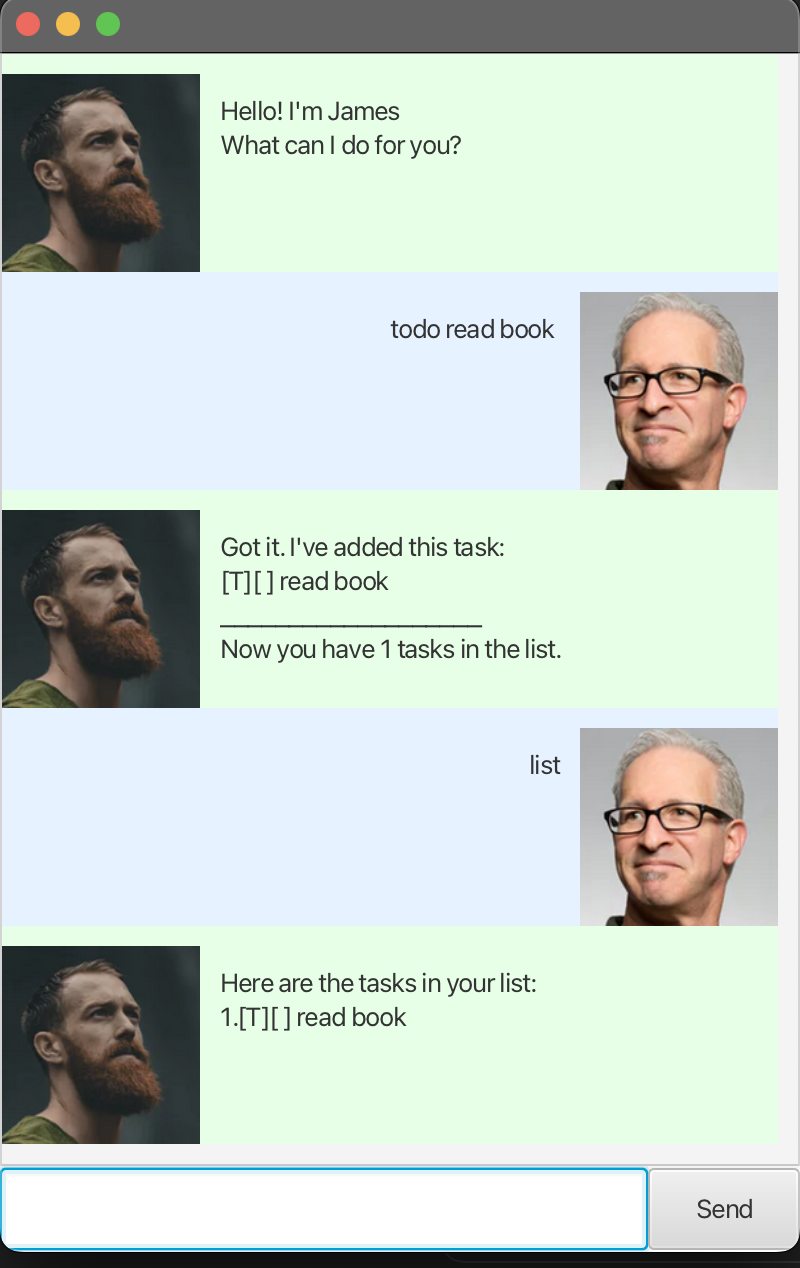 Hello! I'm James
What can I do for you?
todo read book
Got it. I've added this task:
[T][ ] read book
____________________
Now you have 1 tasks in the list.
list
Here are the tasks in your list:
1.[T][ ] read book
Send